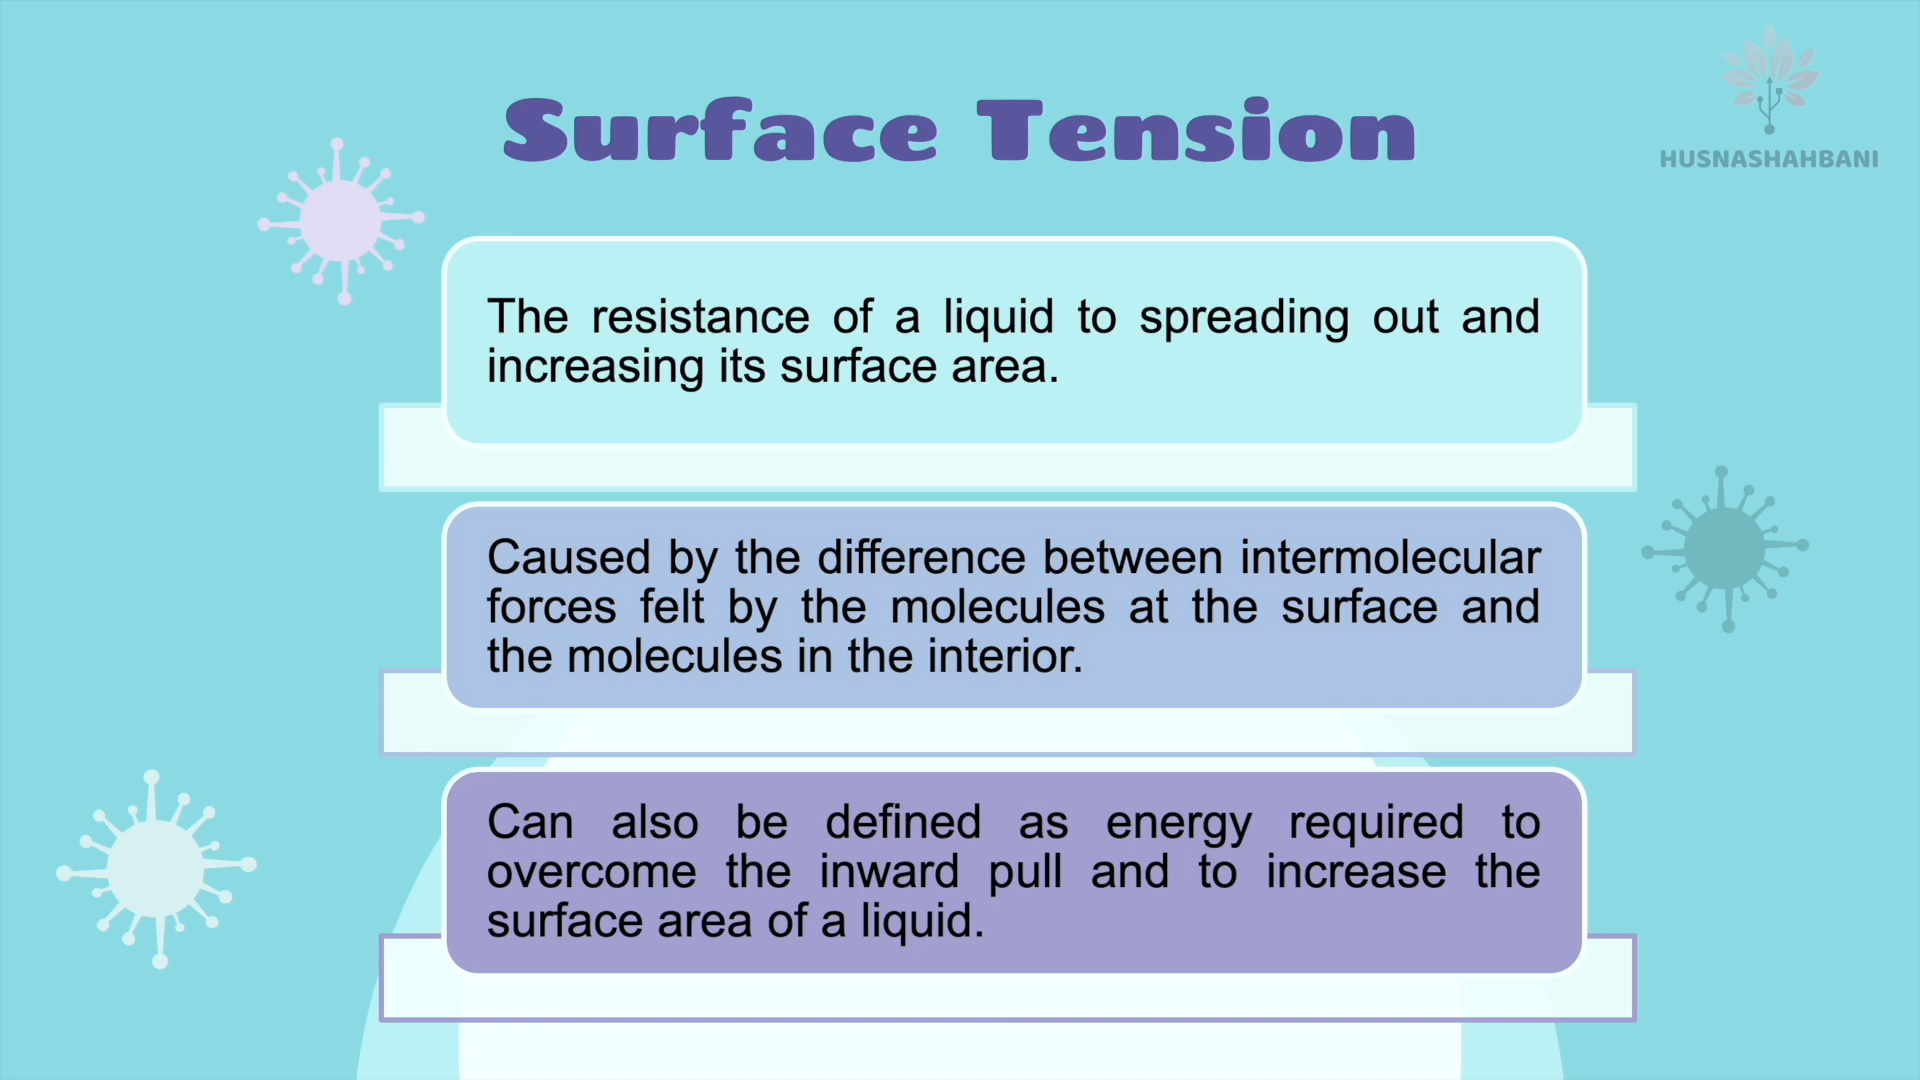 Surface Tension
HUSNASHAHBANI
The resistance of a liquid to spreading out and
increasing its surface area.
Caused by the difference between intermolecular
forces felt by the molecules at the surface and
the molecules in the interior.
Can also be defined as energy required to
overcome the inward pull and to increase the
surface area of a liquid.